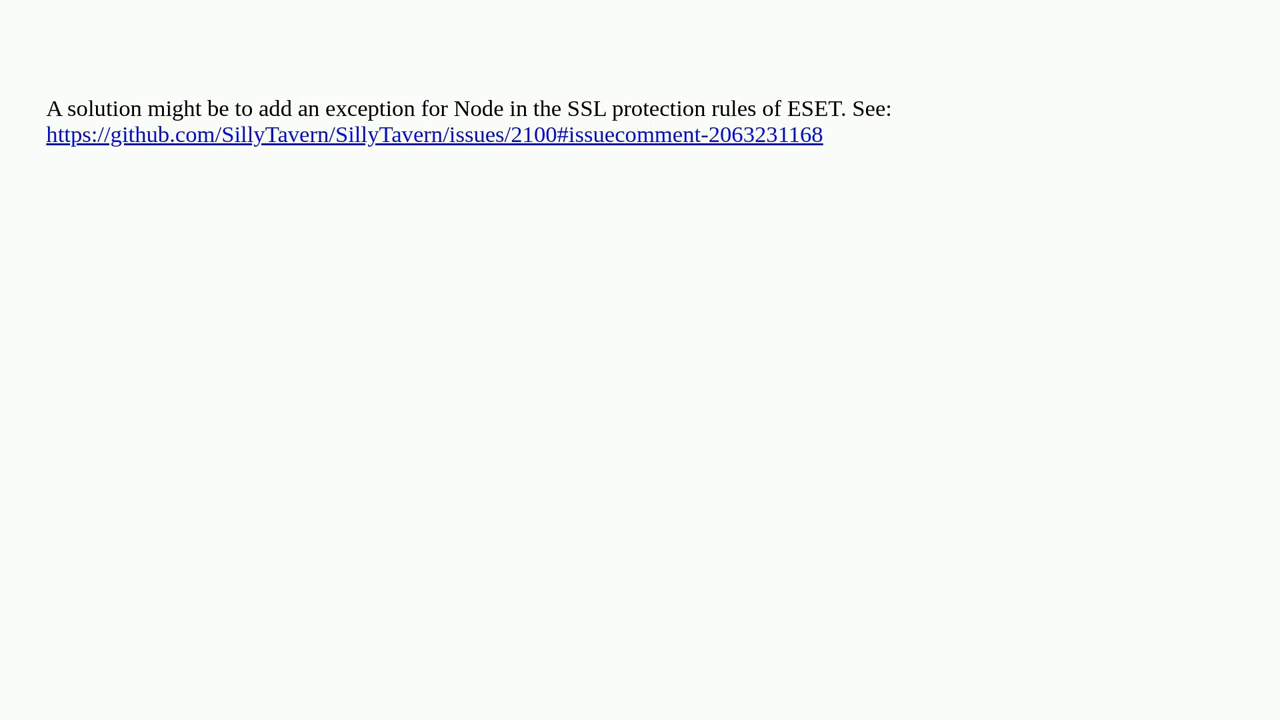 A solution might be to add an exception for Node in the SSL protection rules of ESET. See:
https://github.com/SillyTavern/SillyTavern/issues/2100#issuecomment-2063231168